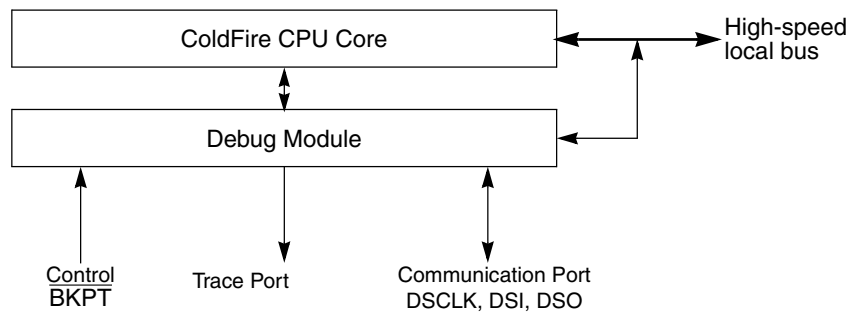 ColdFire CPU Core
High-speed
local bus
Debug Module
Control
BKPT
Trace Port
Communication Port
DSCLK, DSI, DSO